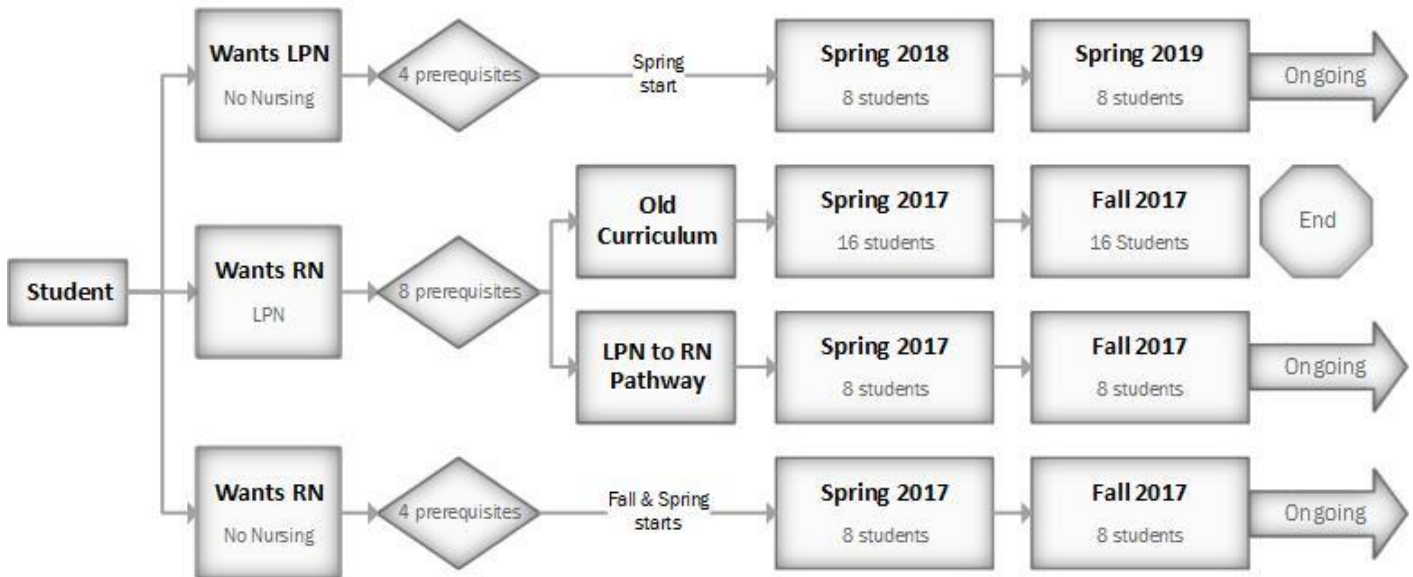 Wants LPN
No Nursing
4 prerequisites
Spring
start
Spring 2018
8 students
Spring 2019
8 students
Ongoing
Student
Wants RN
LPN
8 prerequisites
Old
Curriculum
Spring 2017
16 students
Fall 2017
16 Students
End
LPN to RN
Pathway
Spring 2017
8 students
Fall 2017
8 students
Ongoing
Wants RN
No Nursing
4 prerequisites
Fall & Spring
starts
Spring 2017
8 students
Fall 2017
8 students
Ongoing